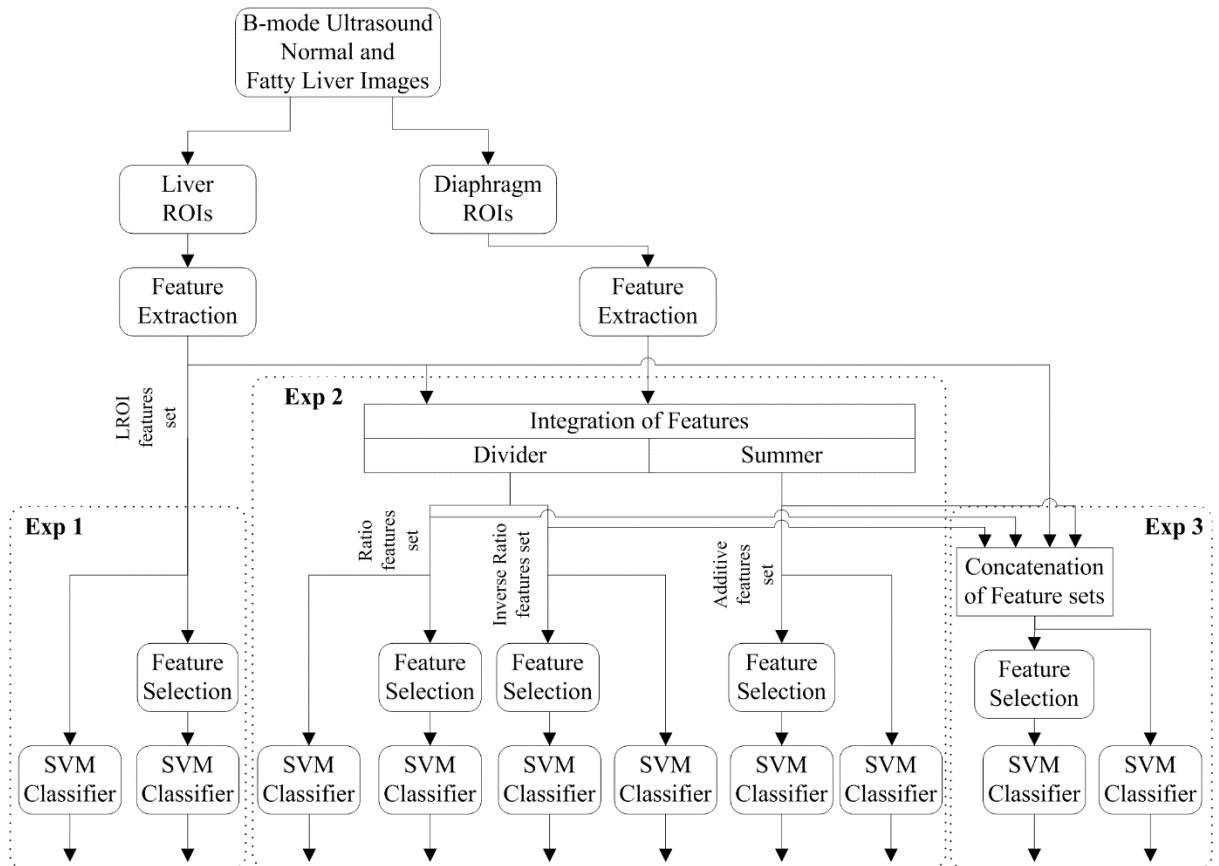 B-mode Ultrasound
Normal and
Fatty Liver Images
Liver
ROIs
Diaphragm
ROIs
Feature
Extraction
Feature
Extraction
LROI
features
set
Exp 2
Integration of Features
Divider
Summer
Exp 1
Ratio
features
set
Inverse Ratio
features set
Additive
features
set
Exp 3
Concatenation
of Feature sets
Feature
Selection
Feature
Selection
Feature
Selection
Feature
Selection
Feature
Selection
SVM
Classifier
SVM
Classifier
SVM
Classifier
SVM
Classifier
SVM
Classifier
SVM
Classifier
SVM
Classifier
SVM
Classifier
SVM
Classifier
SVM
Classifier